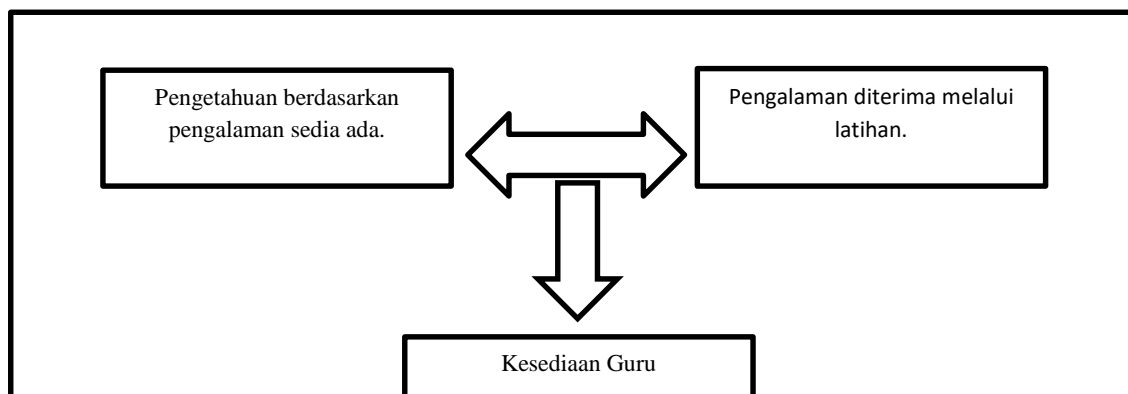 Pengetahuan berdasarkan
pengalaman sedia ada.
Pengalaman diterima melalui
latihan.
Kesediaan Guru